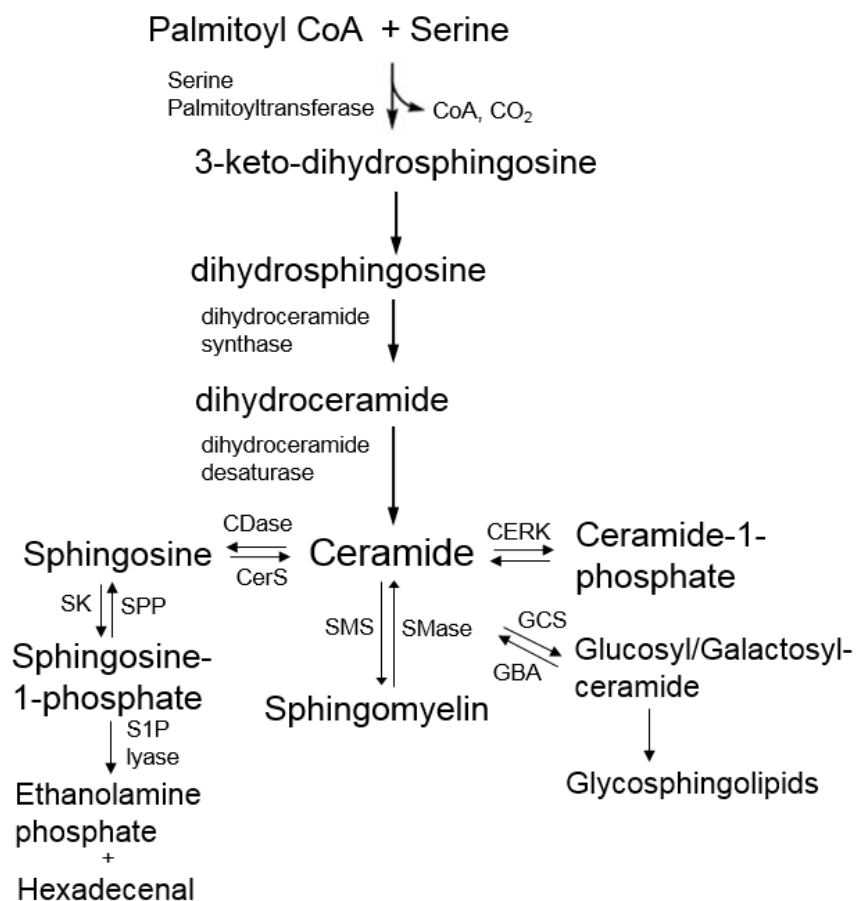 Palmitoyl CoA + Serine
Serine
Palmitoyltransferase
CoA, CO₂
3-keto-dihydrosphingosine
dihydrosphingosine
dihydroceramide
synthase
dihydroceramide
dihydroceramide
desaturase
CDase
Sphingosine
CerS
Ceramide
CERK
Ceramide-1-
phosphate
SK
SPP
SMS
SMase
GCS
GBA
Glucosyl/Galactosyl-
ceramide
Sphingosine-
1-phosphate
Sphingomyelin
S1P
lyase
Glycosphingolipids
Ethanolamine
phosphate
+
Hexadecenal